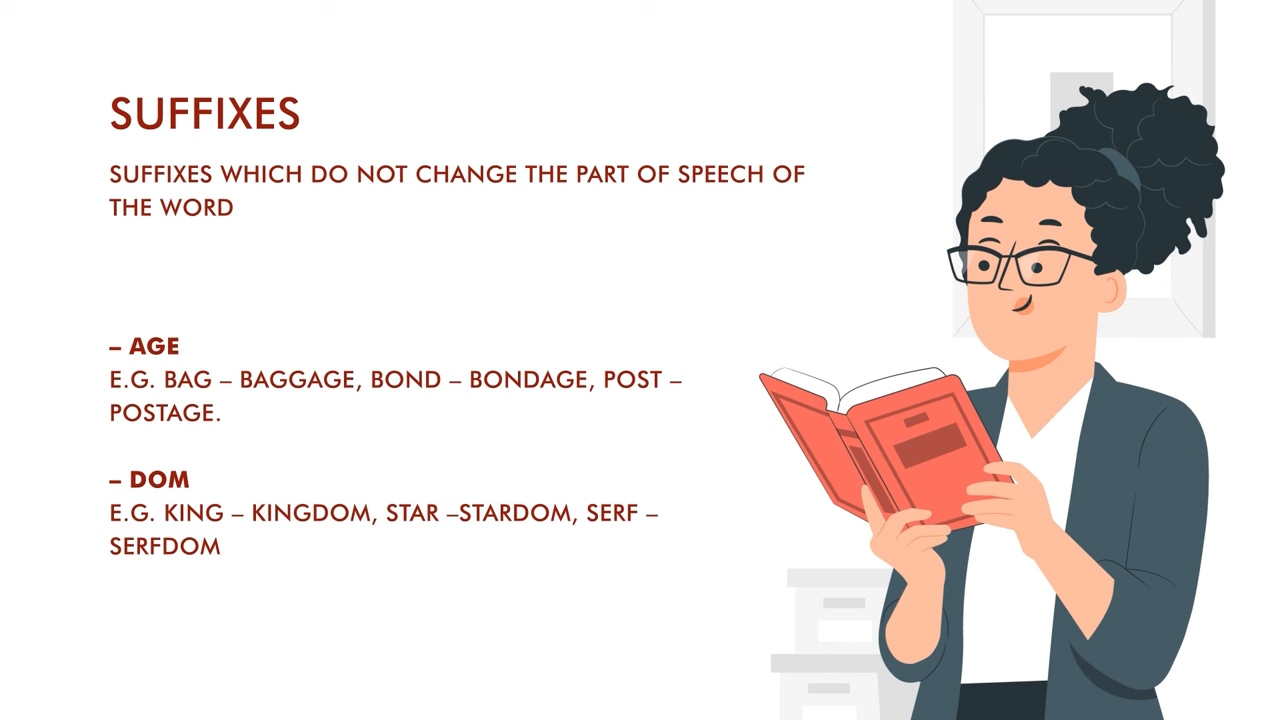 SUFFIXES
SUFFIXES WHICH DO NOT CHANGE THE PART OF SPEECH OF
THE WORD
– AGE
E.G. BAG – BAGGAGE, BOND – BONDAGE, POST –
POSTAGE.
– DOM
E.G. KING – KINGDOM, STAR –STARDOM, SERF –
SERFDOM